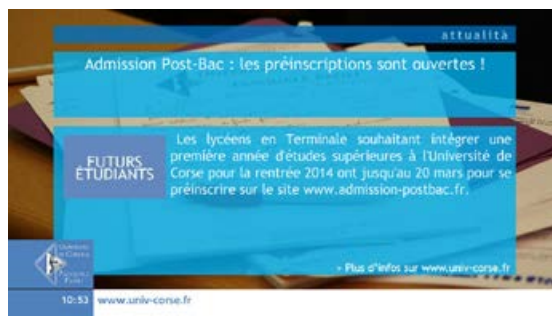 attualità
Admission Post-Bac : les préinscriptions sont ouvertes !
FUTURS
ÉTUDIANTS
Les lycéens en Terminale souhaitant intégrer une
première année d'études supérieures à l'Université de
Corse pour la rentrée 2014 ont jusqu'au 20 mars pour se
préinscrire sur le site www.admission-postbac.fr.
+ Plus d'infos sur www.univ-corse.fr
10:53 www.univ-corse.fr